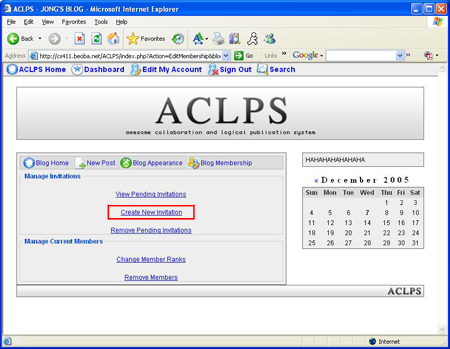 ACLPS - JONG'S BLOG - Microsoft Internet Explorer
File Edit View Favorites Tools Help
Back Search Favorites
Address http://cs411.beoba.net/ACLPS/index.php?Action=EditMembership&blo Go Links » Google
ACLPS Home Dashboard Edit My Account Sign Out Search
ACLPS
awesome collaboration and logical publication system
Blog Home New Post Blog Appearance Blog Membership
HAHAHAHAHAHAHA
Manage Invitations
View Pending Invitations
Create New Invitation
Remove Pending Invitations
Manage Current Members
Change Member Ranks
Remove Members
« December 2005
Sun Mon Tue Wed Thu Fri Sat
1 2 3
4 5 6 7 8 9 10
11 12 13 14 15 16 17
18 19 20 21 22 23 24
25 26 27 28 29 30 31
ACLPS
Internet